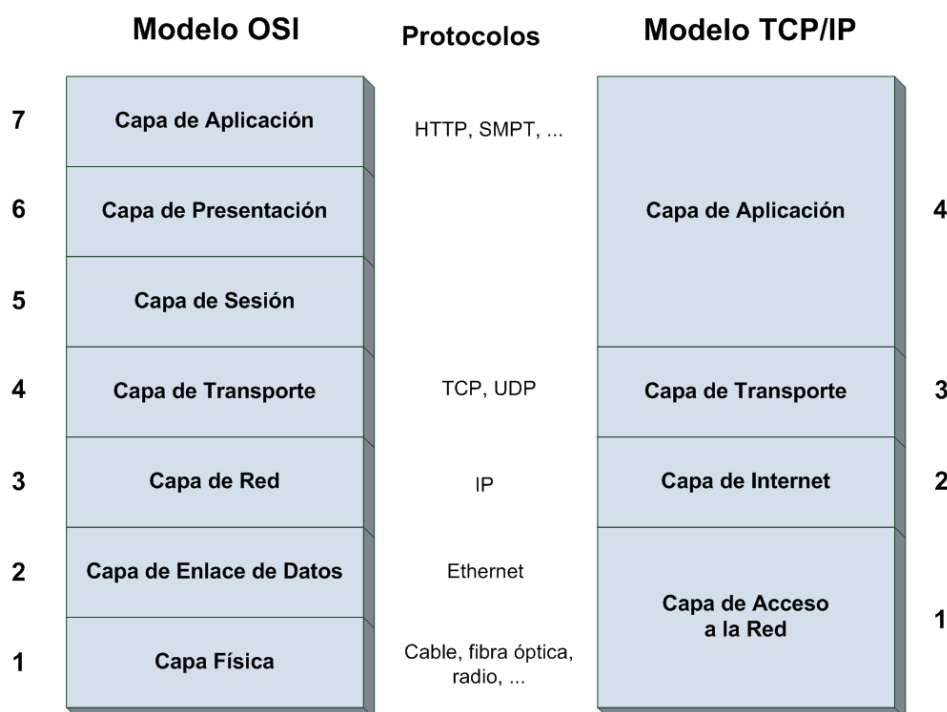 Modelo OSI
Protocolos
Modelo TCP/IP
7
Capa de Aplicación
HTTP, SMPT, ...
6
Capa de Presentación
Capa de Aplicación
4
5
Capa de Sesión
4
Capa de Transporte
TCP, UDP
Capa de Transporte
3
3
Capa de Red
IP
Capa de Internet
2
2
Capa de Enlace de Datos
Ethernet
Capa de Acceso
a la Red
1
1
Capa Física
Cable, fibra óptica,
radio, ...